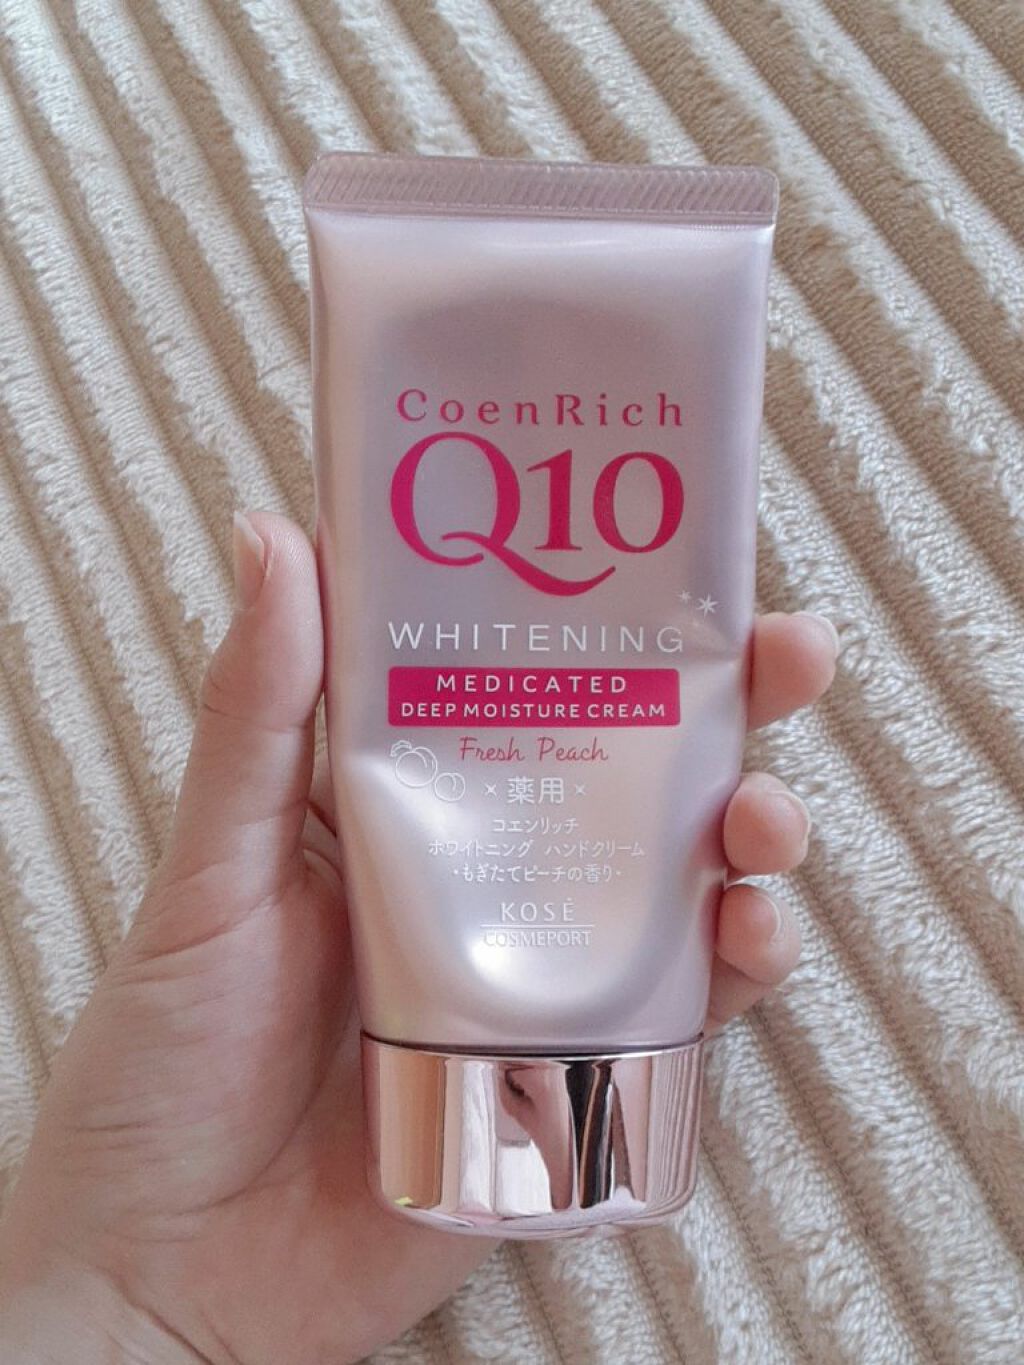 CoenRich
Q10
WHITENING
MEDICATED
DEEP MOISTURE CREAM
Fresh Peach
×薬用×
コエンリッチ
ホワイトニング ハンドクリーム
・もぎたてピーチの香り・
KOSÉ
COSMEPORT